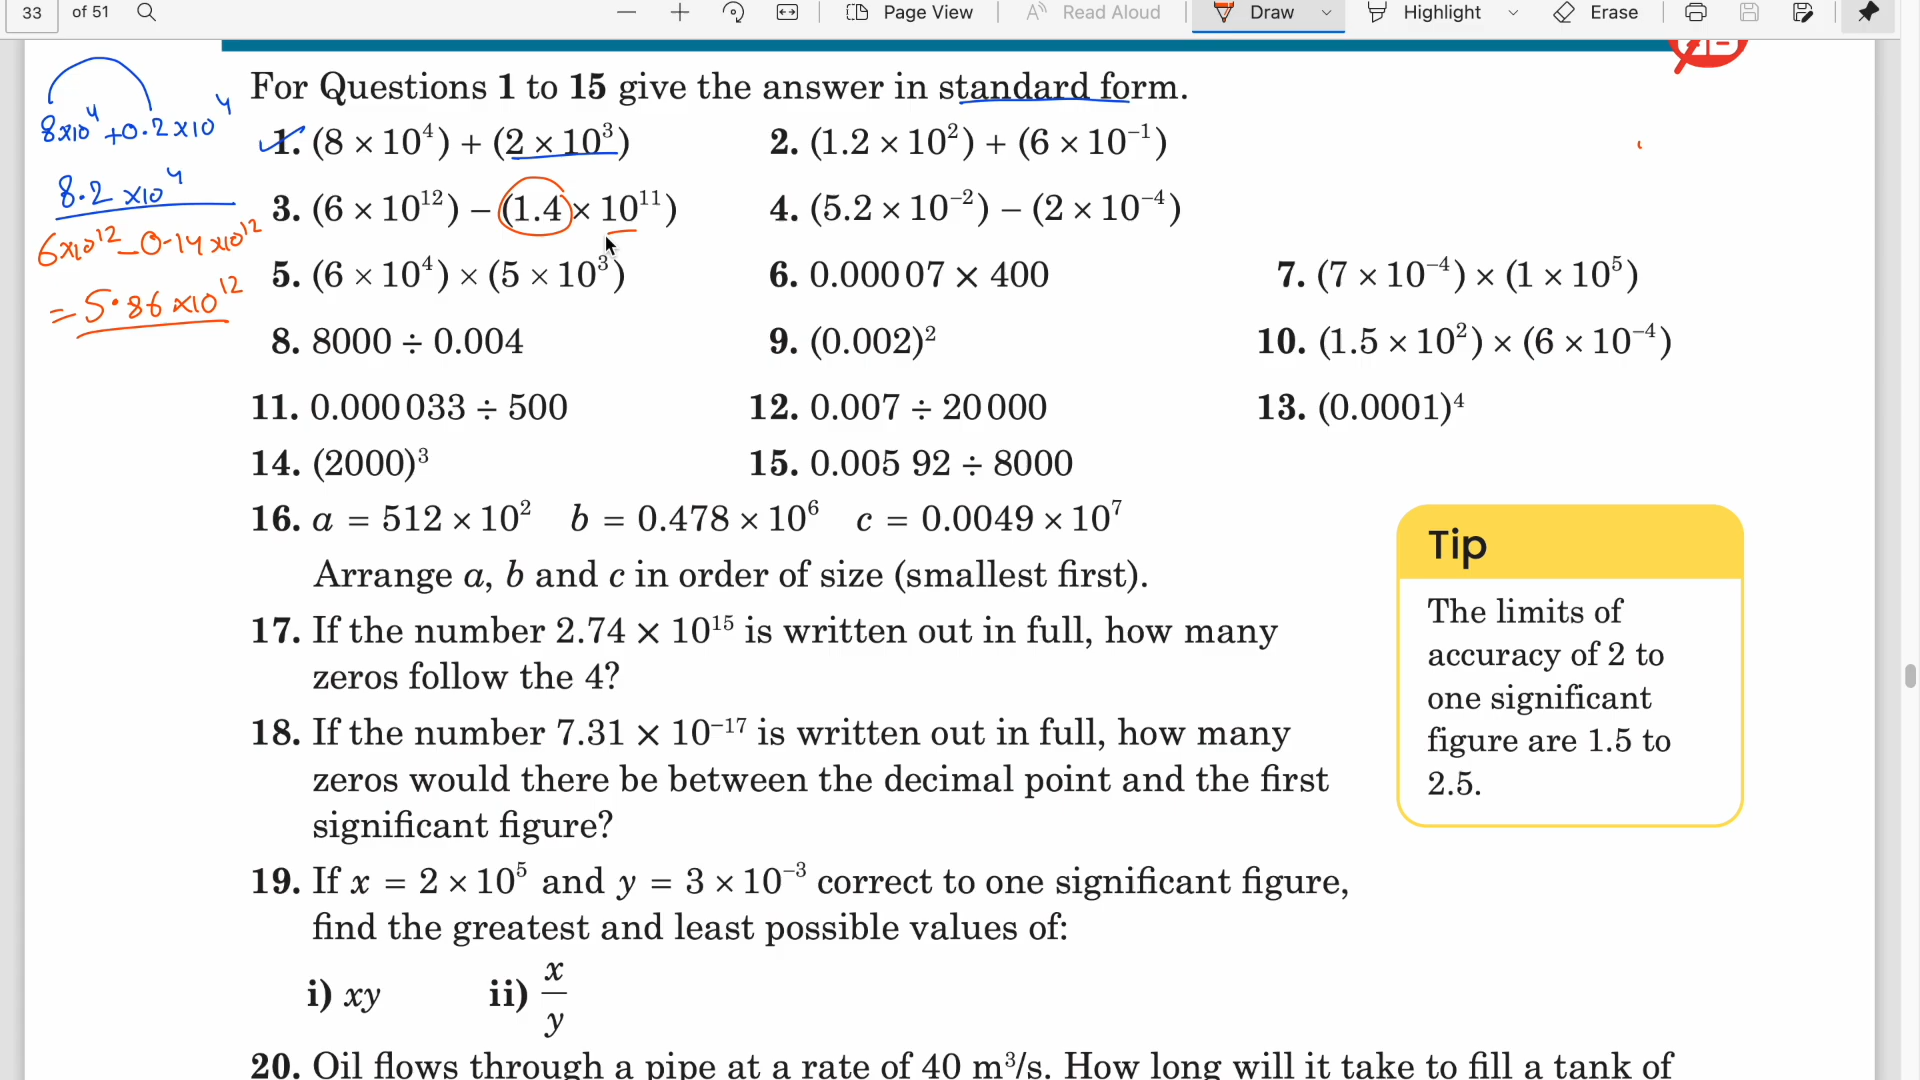 33 of 51 Page View Read Aloud Draw Highlight Erase
For Questions 1 to 15 give the answer in standard form.
8×10⁴+0.2×10⁴
8.2×10⁴
6×10¹²-0.14×10¹²
=5.86×10¹²
1. (8 × 10⁴) + (2 × 10³) 2. (1.2 × 10²) + (6 × 10⁻¹)
3. (6 × 10¹²) – (1.4 × 10¹¹) 4. (5.2 × 10⁻²) – (2 × 10⁻⁴)
5. (6 × 10⁴) × (5 × 10³) 6. 0.000 07 × 400 7. (7 × 10⁻⁴) × (1 × 10⁵)
8. 8000 ÷ 0.004 9. (0.002)² 10. (1.5 × 10²) × (6 × 10⁻⁴)
11. 0.000 033 ÷ 500 12. 0.007 ÷ 20 000 13. (0.0001)⁴
14. (2000)³ 15. 0.005 92 ÷ 8000
16. a = 512 × 10² b = 0.478 × 10⁶ c = 0.0049 × 10⁷
Arrange a, b and c in order of size (smallest first).
17. If the number 2.74 × 10¹⁵ is written out in full, how many
zeros follow the 4?
18. If the number 7.31 × 10⁻¹⁷ is written out in full, how many
zeros would there be between the decimal point and the first
significant figure?
19. If x = 2 × 10⁵ and y = 3 × 10⁻³ correct to one significant figure,
find the greatest and least possible values of:
i) xy ii) x/y
20. Oil flows through a pipe at a rate of 40 m³/s. How long will it take to fill a tank of
Tip
The limits of
accuracy of 2 to
one significant
figure are 1.5 to
2.5.